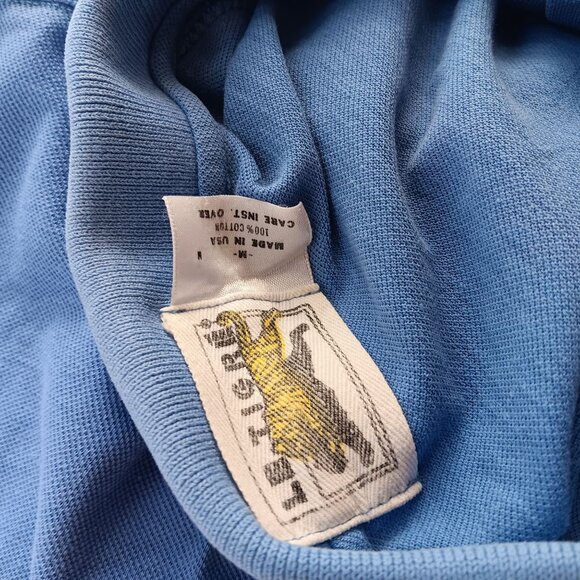 LE TIGRE®
-M-
MADE IN USA
100% COTTON
CARE INST. OVER